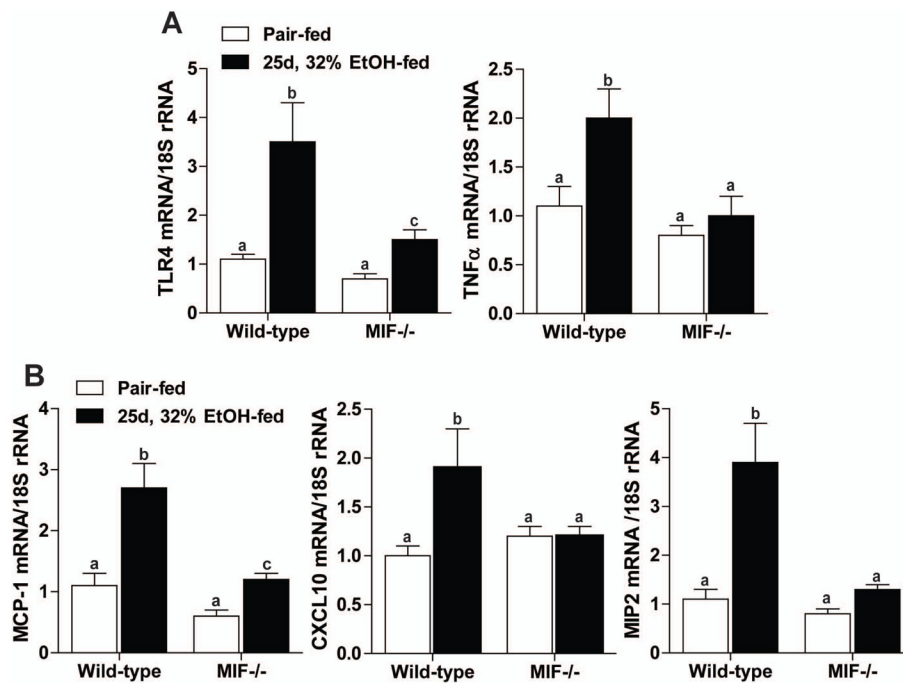 A
Pair-fed
25d, 32% EtOH-fed
TLR4 mRNA/18S rRNA
5
4
3
2
1
0
a
b
a
c
Wild-type
MIF-/-
TNFα mRNA/18S rRNA
2.5
2.0
1.5
1.0
0.5
0.0
a
b
a
a
Wild-type
MIF-/-
B
Pair-fed
25d, 32% EtOH-fed
MCP-1 mRNA/18S rRNA
4
3
2
1
0
a
b
a
c
Wild-type
MIF-/-
CXCL10 mRNA/18S rRNA
2.5
2.0
1.5
1.0
0.5
0.0
a
b
a
a
Wild-type
MIF-/-
MIP2 mRNA /18S rRNA
5
4
3
2
1
0
a
b
a
a
Wild-type
MIF-/-